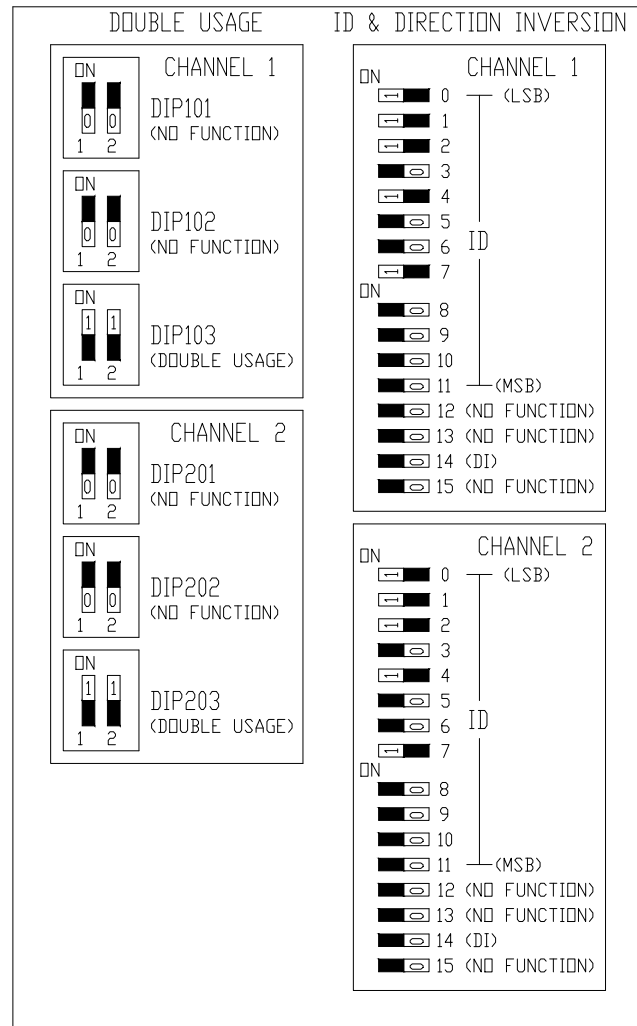 DOUBLE USAGE
ON
CHANNEL 1
0 0
1 2
DIP101
(NO FUNCTION)
ON
0 0
1 2
DIP102
(NO FUNCTION)
ON
1 1
1 2
DIP103
(DOUBLE USAGE)
ON
CHANNEL 2
0 0
1 2
DIP201
(NO FUNCTION)
ON
0 0
1 2
DIP202
(NO FUNCTION)
ON
1 1
1 2
DIP203
(DOUBLE USAGE)
ID & DIRECTION INVERSION
CHANNEL 1
ON
1 0 (LSB)
1 1
1 2
0 3
1 4
0 5
0 6
ID
1 7
ON
0 8
0 9
0 10
0 11 (MSB)
0 12 (NO FUNCTION)
0 13 (NO FUNCTION)
0 14 (DI)
0 15 (NO FUNCTION)
CHANNEL 2
ON
1 0 (LSB)
1 1
1 2
0 3
1 4
0 5
0 6
ID
1 7
ON
0 8
0 9
0 10
0 11 (MSB)
0 12 (NO FUNCTION)
0 13 (NO FUNCTION)
0 14 (DI)
0 15 (NO FUNCTION)